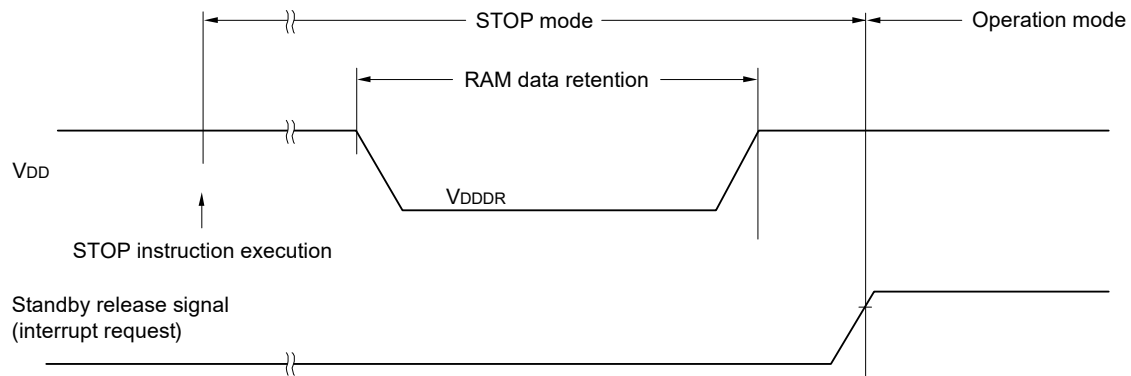 STOP mode
Operation mode
RAM data retention
VDD
VDDDR
STOP instruction execution
Standby release signal
(interrupt request)